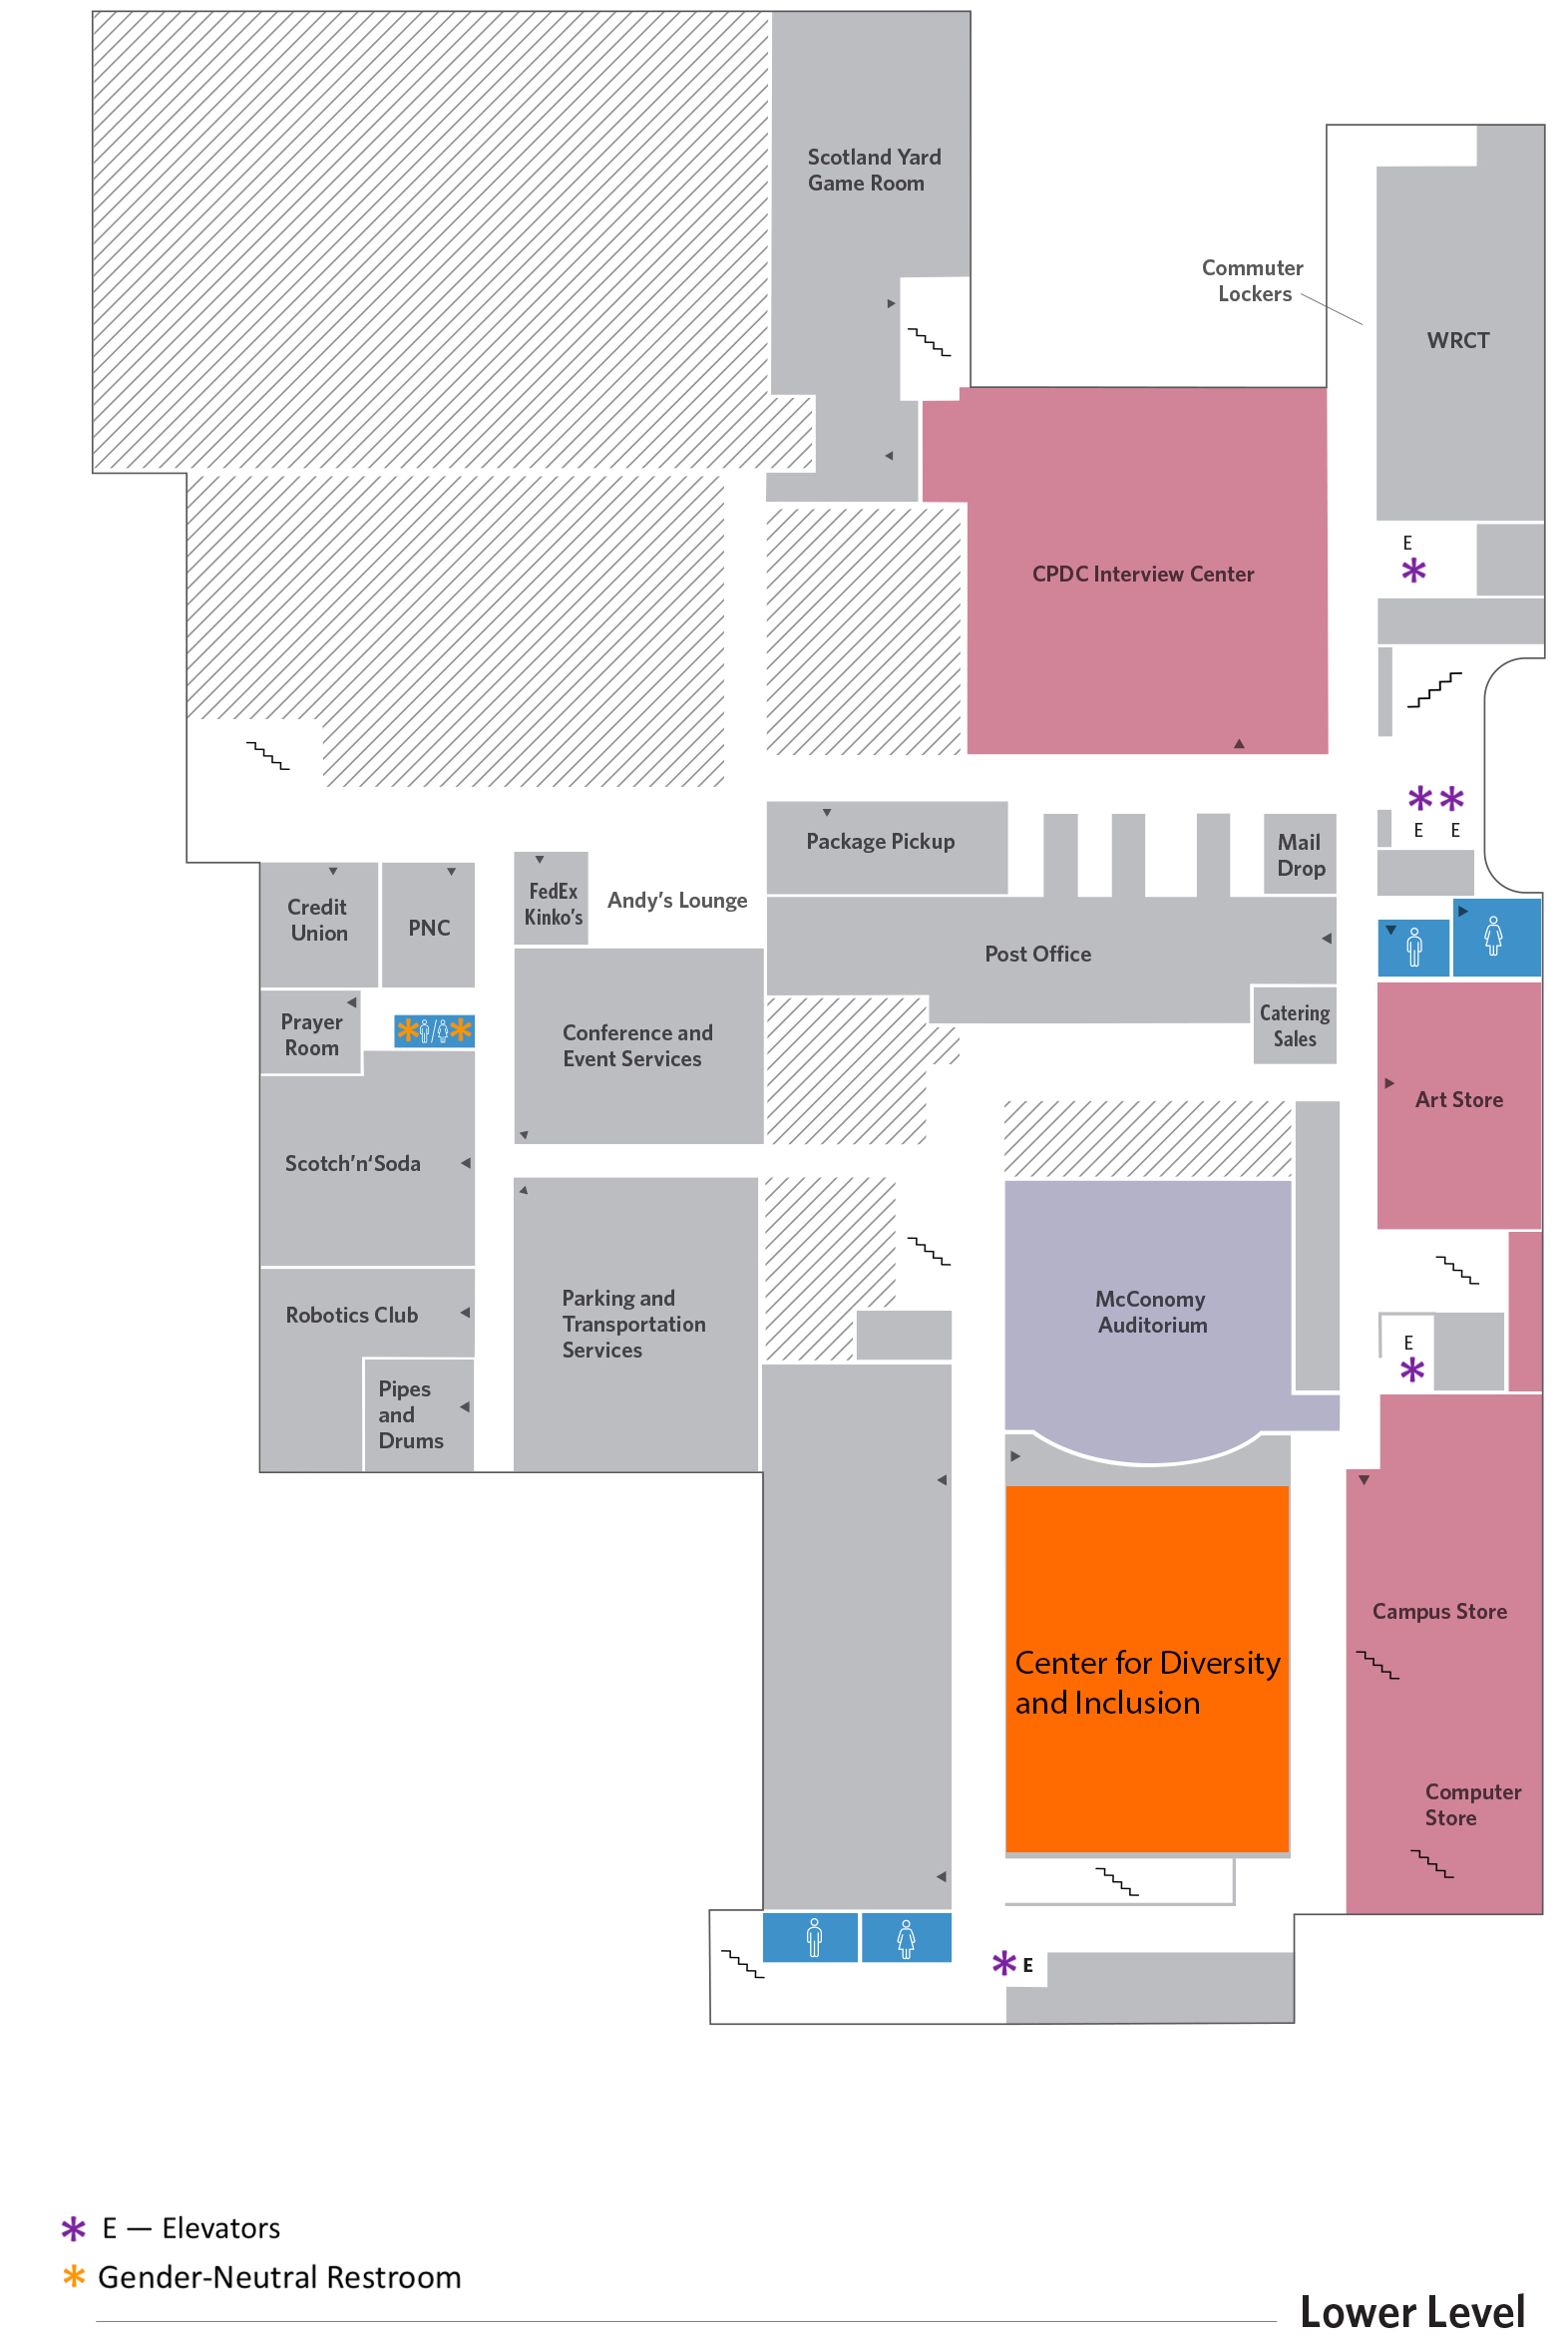 Scotland Yard
Game Room
Commuter
Lockers
WRCT
E
CPDC Interview Center
E E
Package Pickup
Mail
Drop
FedEx
Kinko's
Andy's Lounge
Credit
Union
PNC
Post Office
Prayer
Room
/
Conference and
Event Services
Catering
Sales
Art Store
Scotch'n'Soda
Robotics Club
Parking and
Transportation
Services
McConomy
Auditorium
E
Pipes
and
Drums
Campus Store
Center for Diversity
and Inclusion
Computer
Store
E
E — Elevators
Gender-Neutral Restroom
Lower Level